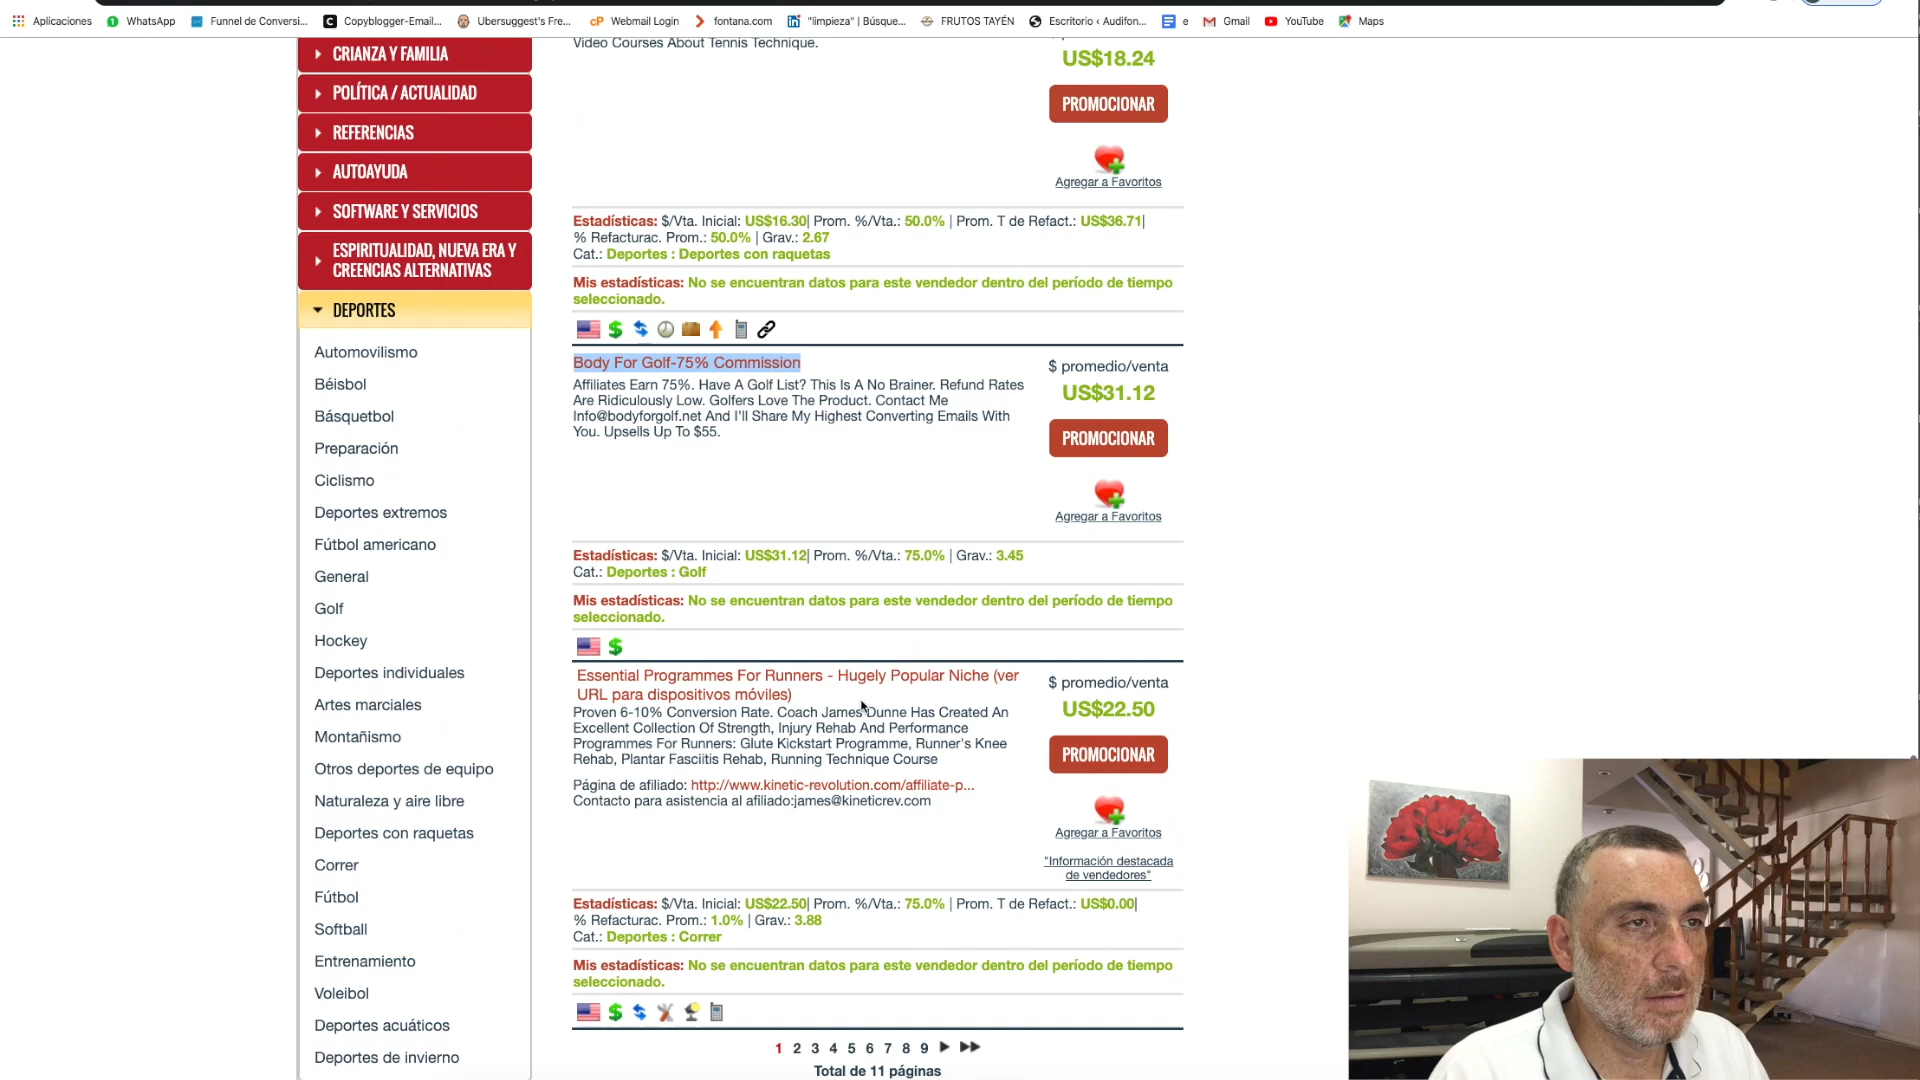 Aplicaciones WhatsApp Funnel de Conversi... Copyblogger-Email... Ubersuggest's Fre... Webmail Login fontana.com "limpieza" | Búsque... FRUTOS TAYÉN Escritorio ‹ Audifon... e Gmail YouTube Maps
CRIANZA Y FAMILIA
POLÍTICA / ACTUALIDAD
REFERENCIAS
AUTOAYUDA
SOFTWARE Y SERVICIOS
ESPIRITUALIDAD, NUEVA ERA Y
CREENCIAS ALTERNATIVAS
DEPORTES
Automovilismo
Béisbol
Básquetbol
Preparación
Ciclismo
Deportes extremos
Fútbol americano
General
Golf
Hockey
Deportes individuales
Artes marciales
Montañismo
Otros deportes de equipo
Naturaleza y aire libre
Deportes con raquetas
Correr
Fútbol
Softball
Entrenamiento
Voleibol
Deportes acuáticos
Deportes de invierno
Video Courses About Tennis Technique.
US$18.24
PROMOCIONAR
Agregar a Favoritos
Estadísticas: $/Vta. Inicial: US$16.30| Prom. %/Vta.: 50.0% | Prom. T de Refact.: US$36.71|
% Refacturac. Prom.: 50.0% | Grav.: 2.67
Cat.: Deportes : Deportes con raquetas
Mis estadísticas: No se encuentran datos para este vendedor dentro del período de tiempo
seleccionado.
Body For Golf-75% Commission
Affiliates Earn 75%. Have A Golf List? This Is A No Brainer. Refund Rates
Are Ridiculously Low. Golfers Love The Product. Contact Me
Info@bodyforgolf.net And I'll Share My Highest Converting Emails With
You. Upsells Up To $55.
$ promedio/venta
US$31.12
PROMOCIONAR
Agregar a Favoritos
Estadísticas: $/Vta. Inicial: US$31.12| Prom. %/Vta.: 75.0% | Grav.: 3.45
Cat.: Deportes : Golf
Mis estadísticas: No se encuentran datos para este vendedor dentro del período de tiempo
seleccionado.
Essential Programmes For Runners - Hugely Popular Niche (ver
URL para dispositivos móviles)
Proven 6-10% Conversion Rate. Coach James Dunne Has Created An
Excellent Collection Of Strength, Injury Rehab And Performance
Programmes For Runners: Glute Kickstart Programme, Runner's Knee
Rehab, Plantar Fasciitis Rehab, Running Technique Course
Página de afiliado: http://www.kinetic-revolution.com/affiliate-p...
Contacto para asistencia al afiliado:james@kineticrev.com
$ promedio/venta
US$22.50
PROMOCIONAR
Agregar a Favoritos
"Información destacada
de vendedores"
Estadísticas: $/Vta. Inicial: US$22.50| Prom. %/Vta.: 75.0% | Prom. T de Refact.: US$0.00|
% Refacturac. Prom.: 1.0% | Grav.: 3.88
Cat.: Deportes : Correr
Mis estadísticas: No se encuentran datos para este vendedor dentro del período de tiempo
seleccionado.
1 2 3 4 5 6 7 8 9
Total de 11 páginas